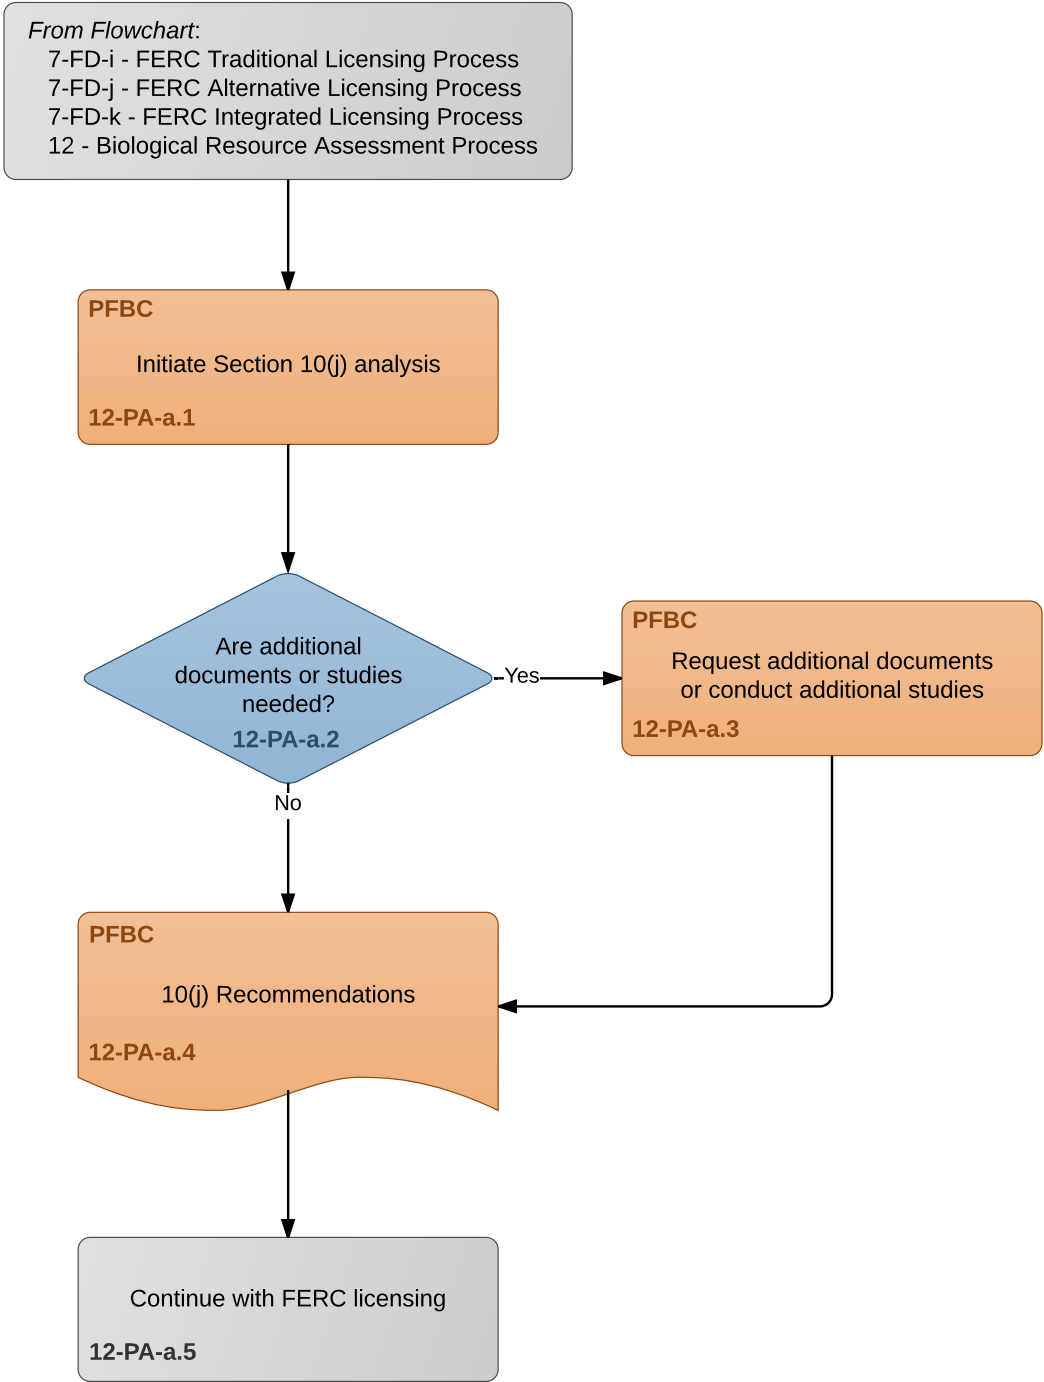 From Flowchart:
7-FD-i - FERC Traditional Licensing Process
7-FD-j - FERC Alternative Licensing Process
7-FD-k - FERC Integrated Licensing Process
12 - Biological Resource Assessment Process
PFBC
Initiate Section 10(j) analysis
12-PA-a.1
Are additional
documents or studies
needed?
12-PA-a.2
Yes
PFBC
Request additional documents
or conduct additional studies
12-PA-a.3
No
PFBC
10(j) Recommendations
12-PA-a.4
Continue with FERC licensing
12-PA-a.5